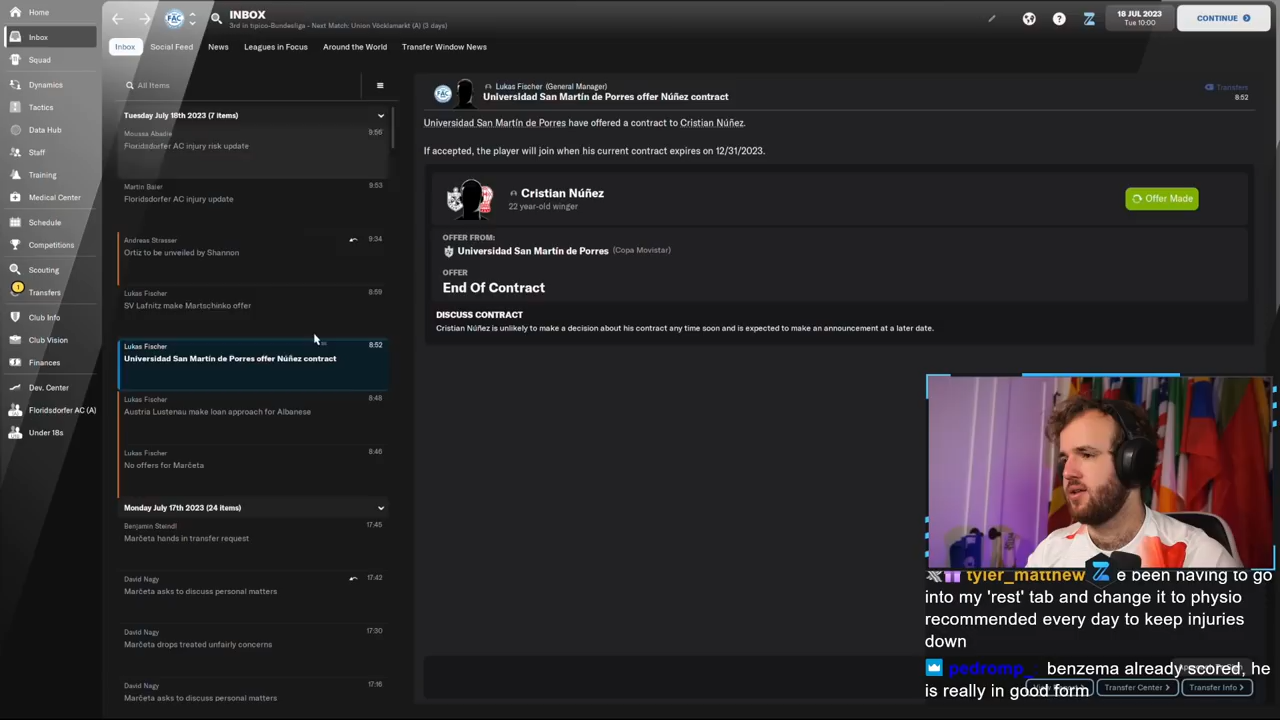 Home
Inbox
Squad
Dynamics
Tactics
Data Hub
Staff
Training
Medical Center
Schedule
Competitions
Scouting
1
Transfers
Club Info
Club Vision
Finances
Dev. Center
Floridsdorfer AC (A)
Under 18s
FAC
INBOX
3rd in tipico-Bundesliga - Next Match: Union Vöcklamarkt (A) (3 days)
18 JUL 2023
Tue 10:00
CONTINUE
Inbox
Social Feed
News
Leagues in Focus
Around the World
Transfer Window News
All Items
Tuesday July 18th 2023 (7 items)
Moussa Abadie
9:56
Floridsdorfer AC injury risk update
Martin Baier
9:53
Floridsdorfer AC injury update
Andreas Strasser
9:34
Ortiz to be unveiled by Shannon
Lukas Fischer
8:59
SV Lafnitz make Martschinko offer
Lukas Fischer
8:52
Universidad San Martín de Porres offer Núñez contract
Lukas Fischer
8:48
Austria Lustenau make loan approach for Albanese
Lukas Fischer
8:46
No offers for Marčeta
Monday July 17th 2023 (24 items)
Benjamin Steindl
17:45
Marčeta hands in transfer request
David Nagy
17:42
Marčeta asks to discuss personal matters
David Nagy
17:30
Marčeta drops treated unfairly concerns
David Nagy
17:16
Marčeta asks to discuss personal matters
FAC
Lukas Fischer (General Manager)
Universidad San Martín de Porres offer Núñez contract
Transfers
8:52
Universidad San Martín de Porres have offered a contract to Cristian Núñez.
If accepted, the player will join when his current contract expires on 12/31/2023.
Cristian Núñez
22 year-old winger
Offer Made
OFFER FROM:
Universidad San Martín de Porres (Copa Movistar)
OFFER
End Of Contract
DISCUSS CONTRACT
Cristian Núñez is unlikely to make a decision about his contract any time soon and is expected to make an announcement at a later date.
tyler_matthew e been having to go
into my 'rest' tab and change it to physio
recommended every day to keep injuries
down
pedromp_ benzema already scored, he
is really in good form
Transfer Center
Transfer Info